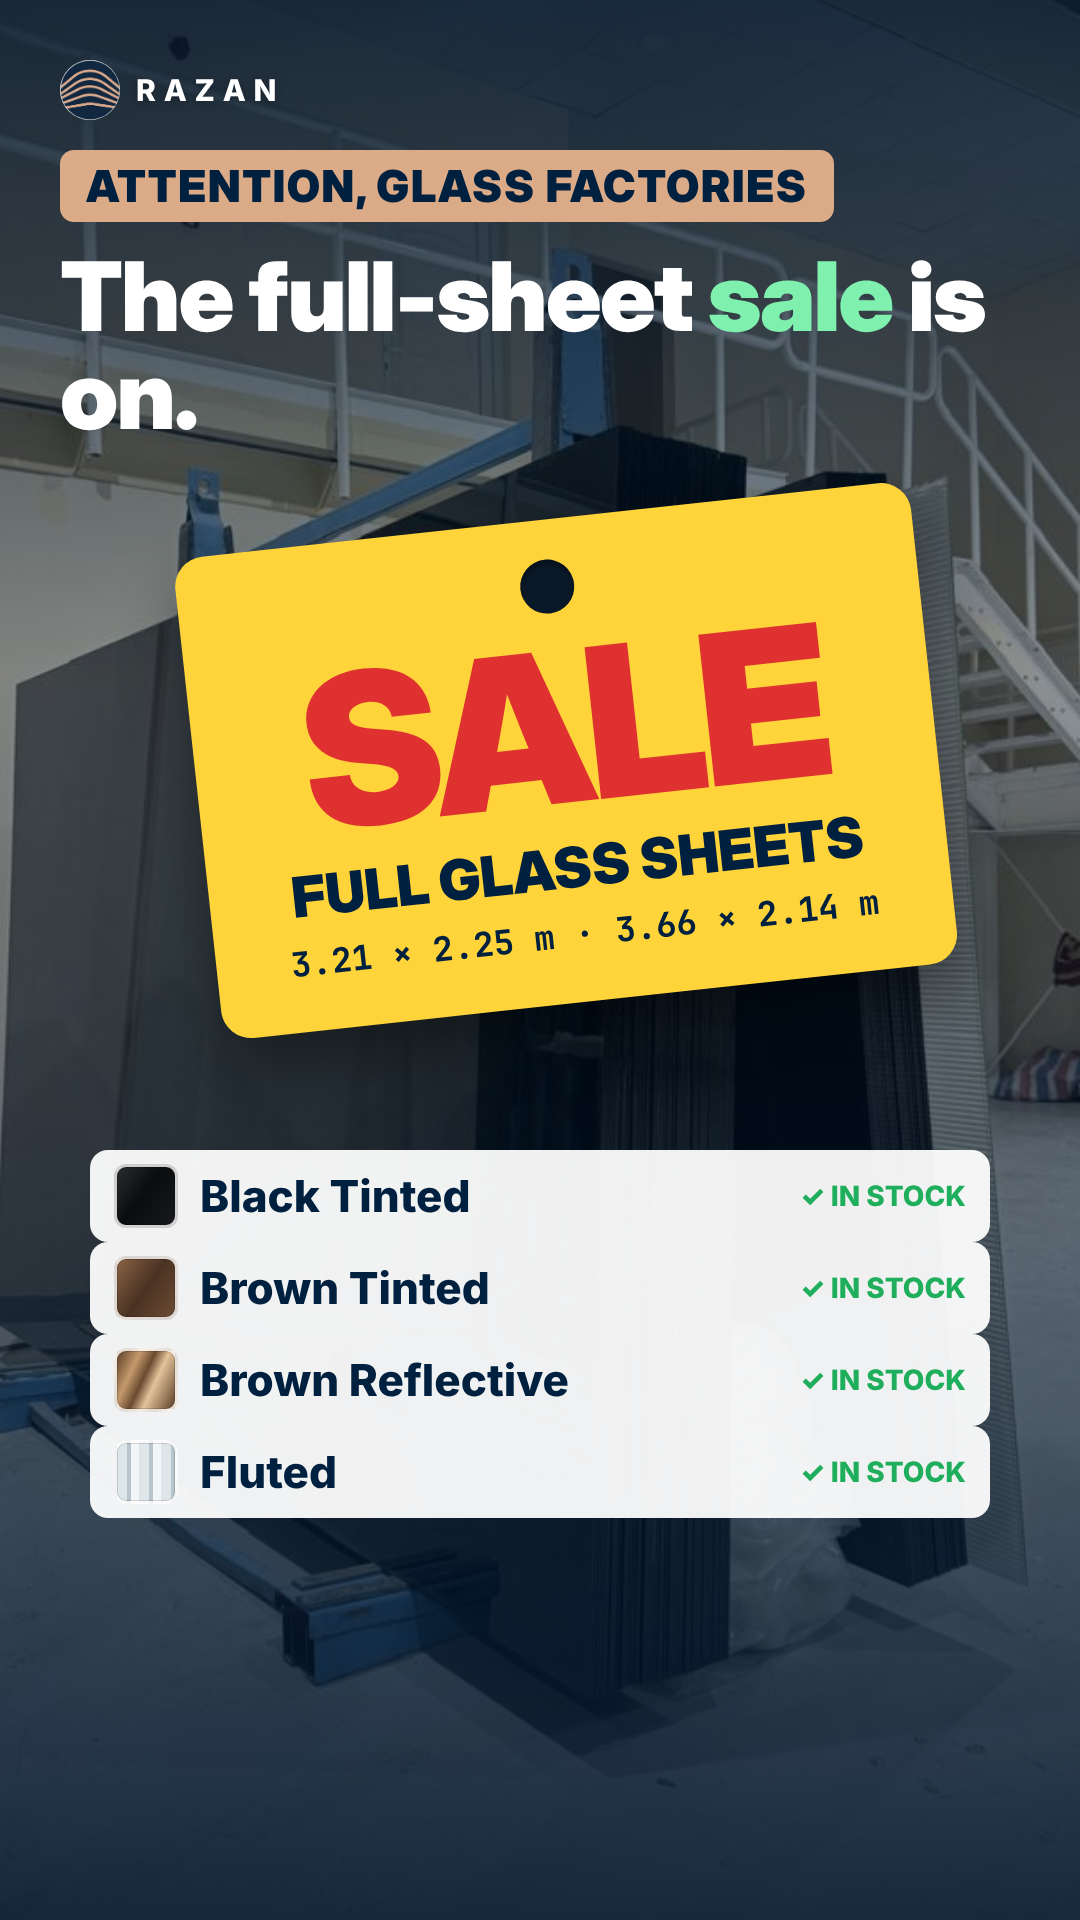 RAZAN
ATTENTION, GLASS FACTORIES
The full-sheet sale is
on.
SALE
FULL GLASS SHEETS
3.21 × 2.25 m · 3.66 × 2.14 m
Black Tinted ✓ IN STOCK
Brown Tinted ✓ IN STOCK
Brown Reflective ✓ IN STOCK
Fluted ✓ IN STOCK